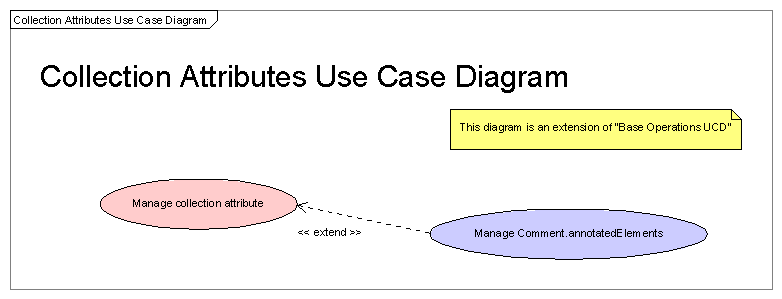 Collection Attributes Use Case Diagram
Collection Attributes Use Case Diagram
This diagram is an extension of "Base Operations UCD"
Manage collection attribute
<< extend >>
Manage Comment.annotatedElements